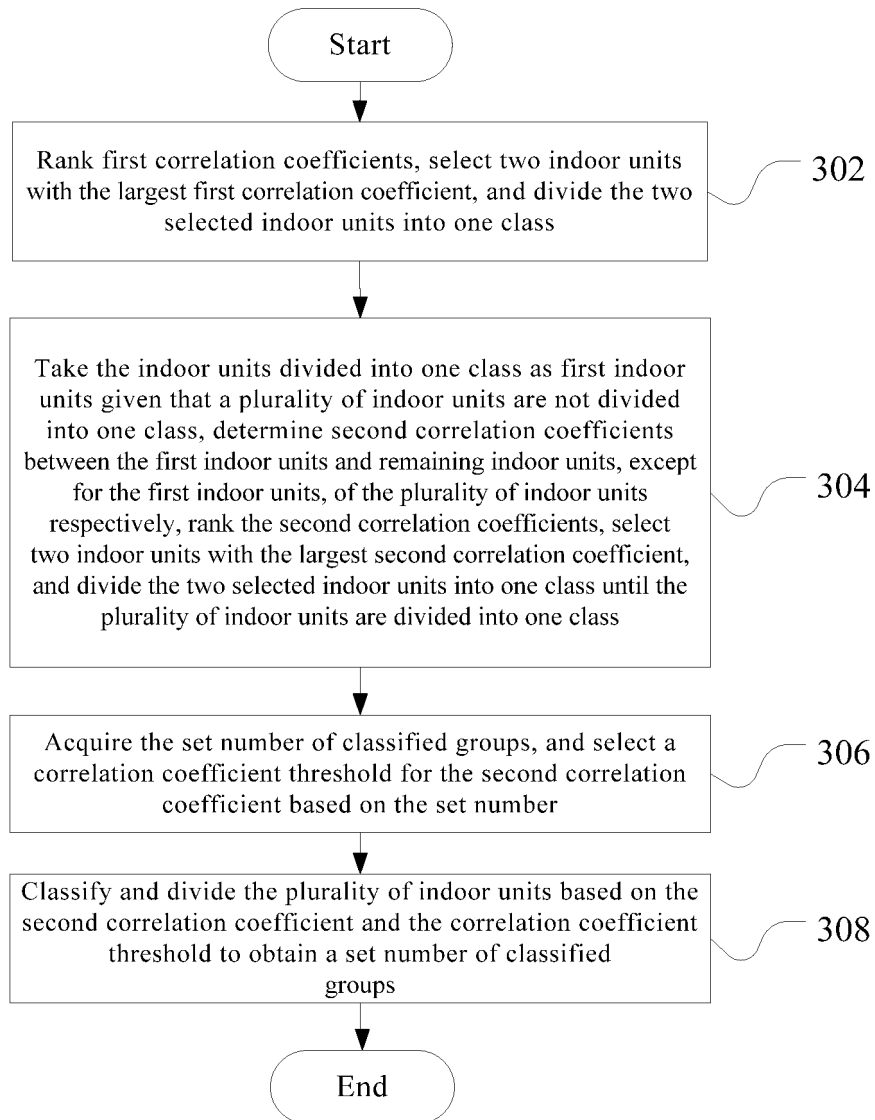 Start
Rank first correlation coefficients, select two indoor units
with the largest first correlation coefficient, and divide the two
selected indoor units into one class
302
Take the indoor units divided into one class as first indoor
units given that a plurality of indoor units are not divided
into one class, determine second correlation coefficients
between the first indoor units and remaining indoor units, except
for the first indoor units, of the plurality of indoor units
respectively, rank the second correlation coefficients, select
two indoor units with the largest second correlation coefficient,
and divide the two selected indoor units into one class until the
plurality of indoor units are divided into one class
304
Acquire the set number of classified groups, and select a
correlation coefficient threshold for the second correlation
coefficient based on the set number
306
Classify and divide the plurality of indoor units based on the
second correlation coefficient and the correlation coefficient
threshold to obtain a set number of classified
groups
308
End